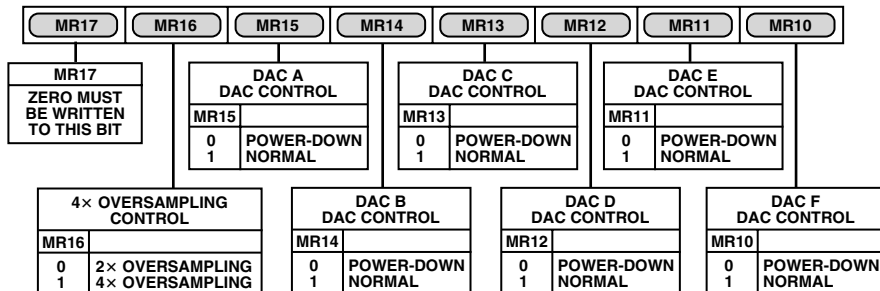 MR17 MR16 MR15 MR14 MR13 MR12 MR11 MR10
MR17
ZERO MUST
BE WRITTEN
TO THIS BIT
DAC A
DAC CONTROL
MR15
0 POWER-DOWN
1 NORMAL
DAC C
DAC CONTROL
MR13
0 POWER-DOWN
1 NORMAL
DAC E
DAC CONTROL
MR11
0 POWER-DOWN
1 NORMAL
4× OVERSAMPLING
CONTROL
MR16
0 2× OVERSAMPLING
1 4× OVERSAMPLING
DAC B
DAC CONTROL
MR14
0 POWER-DOWN
1 NORMAL
DAC D
DAC CONTROL
MR12
0 POWER-DOWN
1 NORMAL
DAC F
DAC CONTROL
MR10
0 POWER-DOWN
1 NORMAL